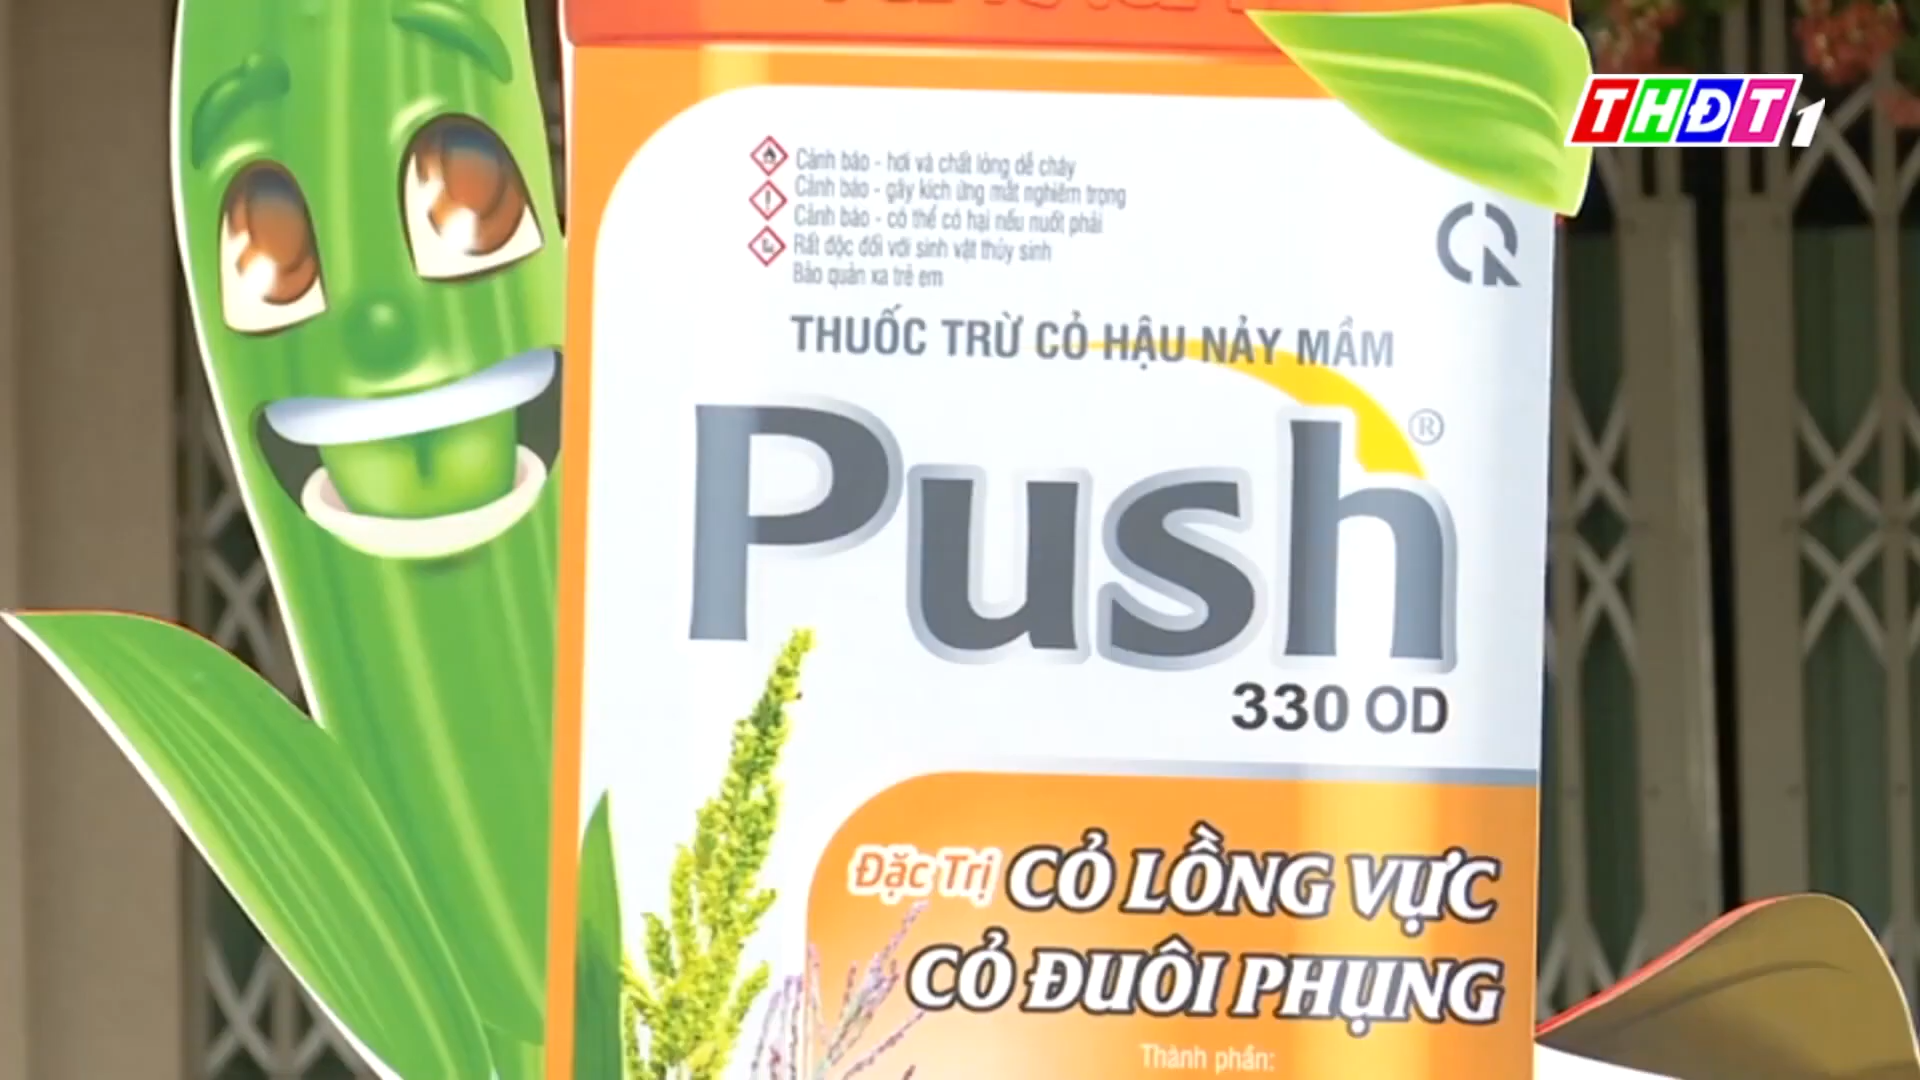 THĐT1
Cảnh báo - hơi và chất lỏng dễ cháy
Cảnh báo - gây kích ứng mắt nghiêm trọng
Cảnh báo - có thể có hại nếu nuốt phải
Rất độc đối với sinh vật thủy sinh
Bảo quản xa trẻ em
THUỐC TRỪ CỎ HẬU NẢY MẦM
Push®
330 OD
Đặc Trị CỎ LỒNG VỰC
CỎ ĐUÔI PHỤNG
Thành phần: